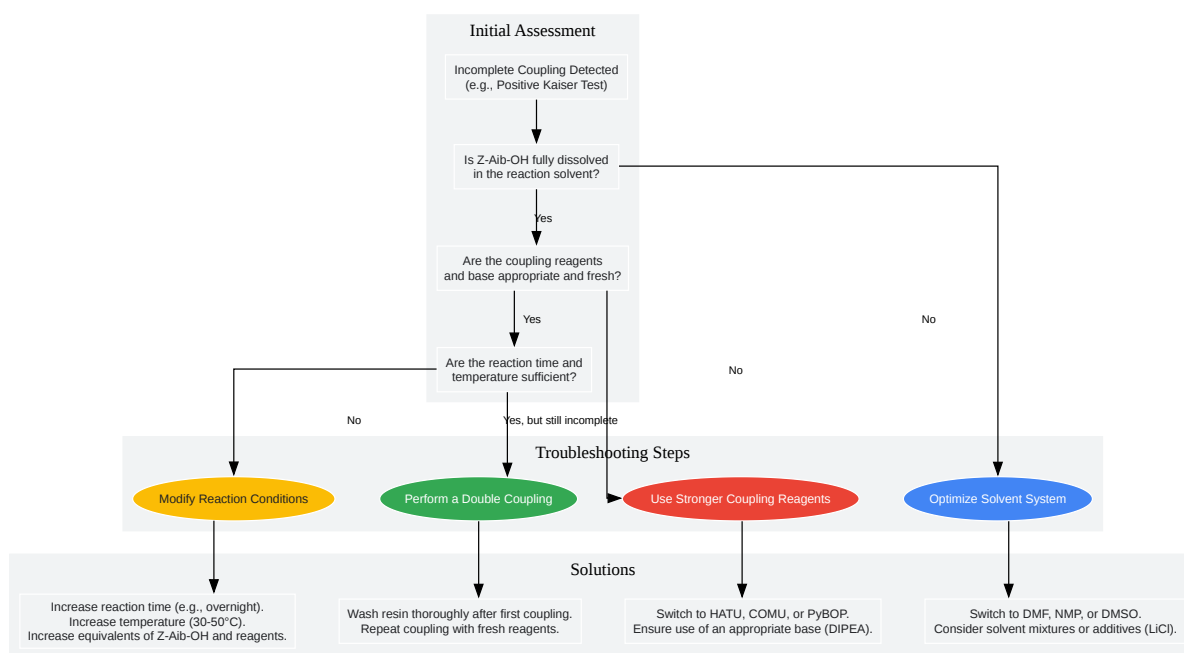 Initial Assessment
Incomplete Coupling Detected
(e.g., Positive Kaiser Test)
Is Z-Aib-OH fully dissolved
in the reaction solvent?
Yes
Are the coupling reagents
and base appropriate and fresh?
Yes
No
Are the reaction time and
temperature sufficient?
No
No
Yes, but still incomplete
Troubleshooting Steps
Modify Reaction Conditions
Perform a Double Coupling
Use Stronger Coupling Reagents
Optimize Solvent System
Solutions
Increase reaction time (e.g., overnight).
Increase temperature (30-50°C).
Increase equivalents of Z-Aib-OH and reagents.
Wash resin thoroughly after first coupling.
Repeat coupling with fresh reagents.
Switch to HATU, COMU, or PyBOP.
Ensure use of an appropriate base (DIPEA).
Switch to DMF, NMP, or DMSO.
Consider solvent mixtures or additives (LiCl).